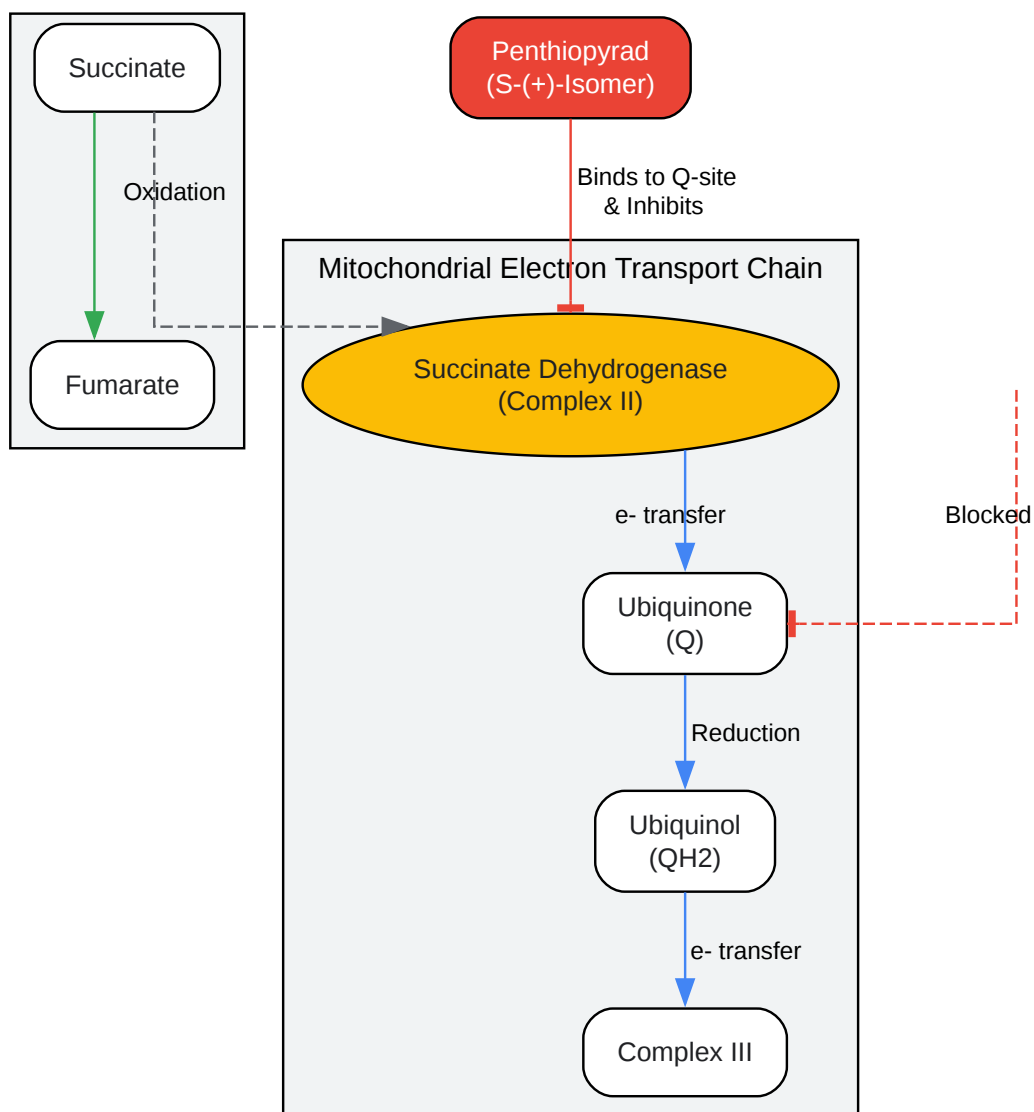 Succinate
Oxidation
Fumarate
Penthiopyrad
(S-(+)-Isomer)
Binds to Q-site
& Inhibits
Mitochondrial Electron Transport Chain
Succinate Dehydrogenase
(Complex II)
e- transfer
Blocked
Ubiquinone
(Q)
Reduction
Ubiquinol
(QH2)
e- transfer
Complex III